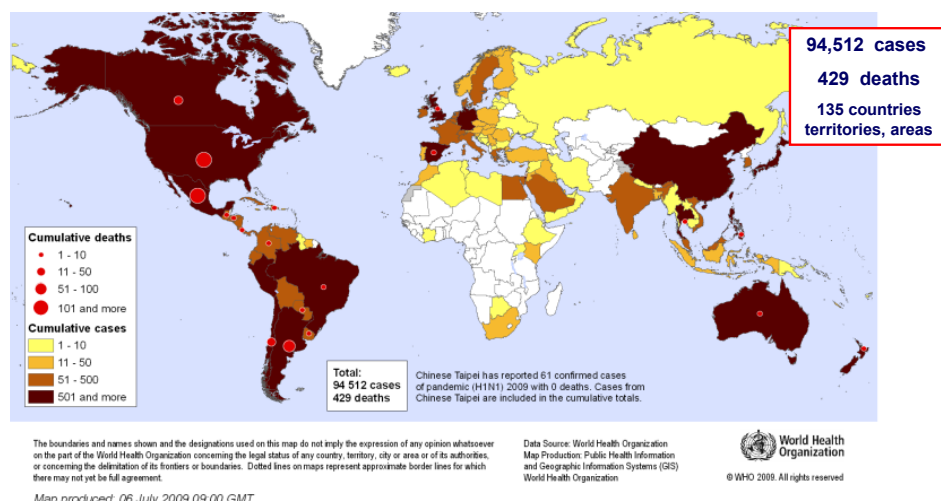 94,512 cases
429 deaths
135 countries
territories, areas
Cumulative deaths
1 - 10
11 - 50
51 - 100
101 and more
Cumulative cases
1 - 10
11 - 50
51 - 500
501 and more
Total:
94 512 cases
429 deaths
Chinese Taipei has reported 61 confirmed cases
of pandemic (H1N1) 2009 with 0 deaths. Cases from
Chinese Taipei are included in the cumulative totals.
The boundaries and names shown and the designations used on this map do not imply the expression of any opinion whatsoever
on the part of the World Health Organization concerning the legal status of any country, territory, city or area or of its authorities,
or concerning the delimitation of its frontiers or boundaries. Dotted lines on maps represent approximate border lines for which
there may not yet be full agreement.
Data Source: World Health Organization
Map Production: Public Health Information
and Geographic Information Systems (GIS)
World Health Organization
World Health
Organization
© WHO 2009. All rights reserved
Map produced: 06 July 2009 09:00 GMT